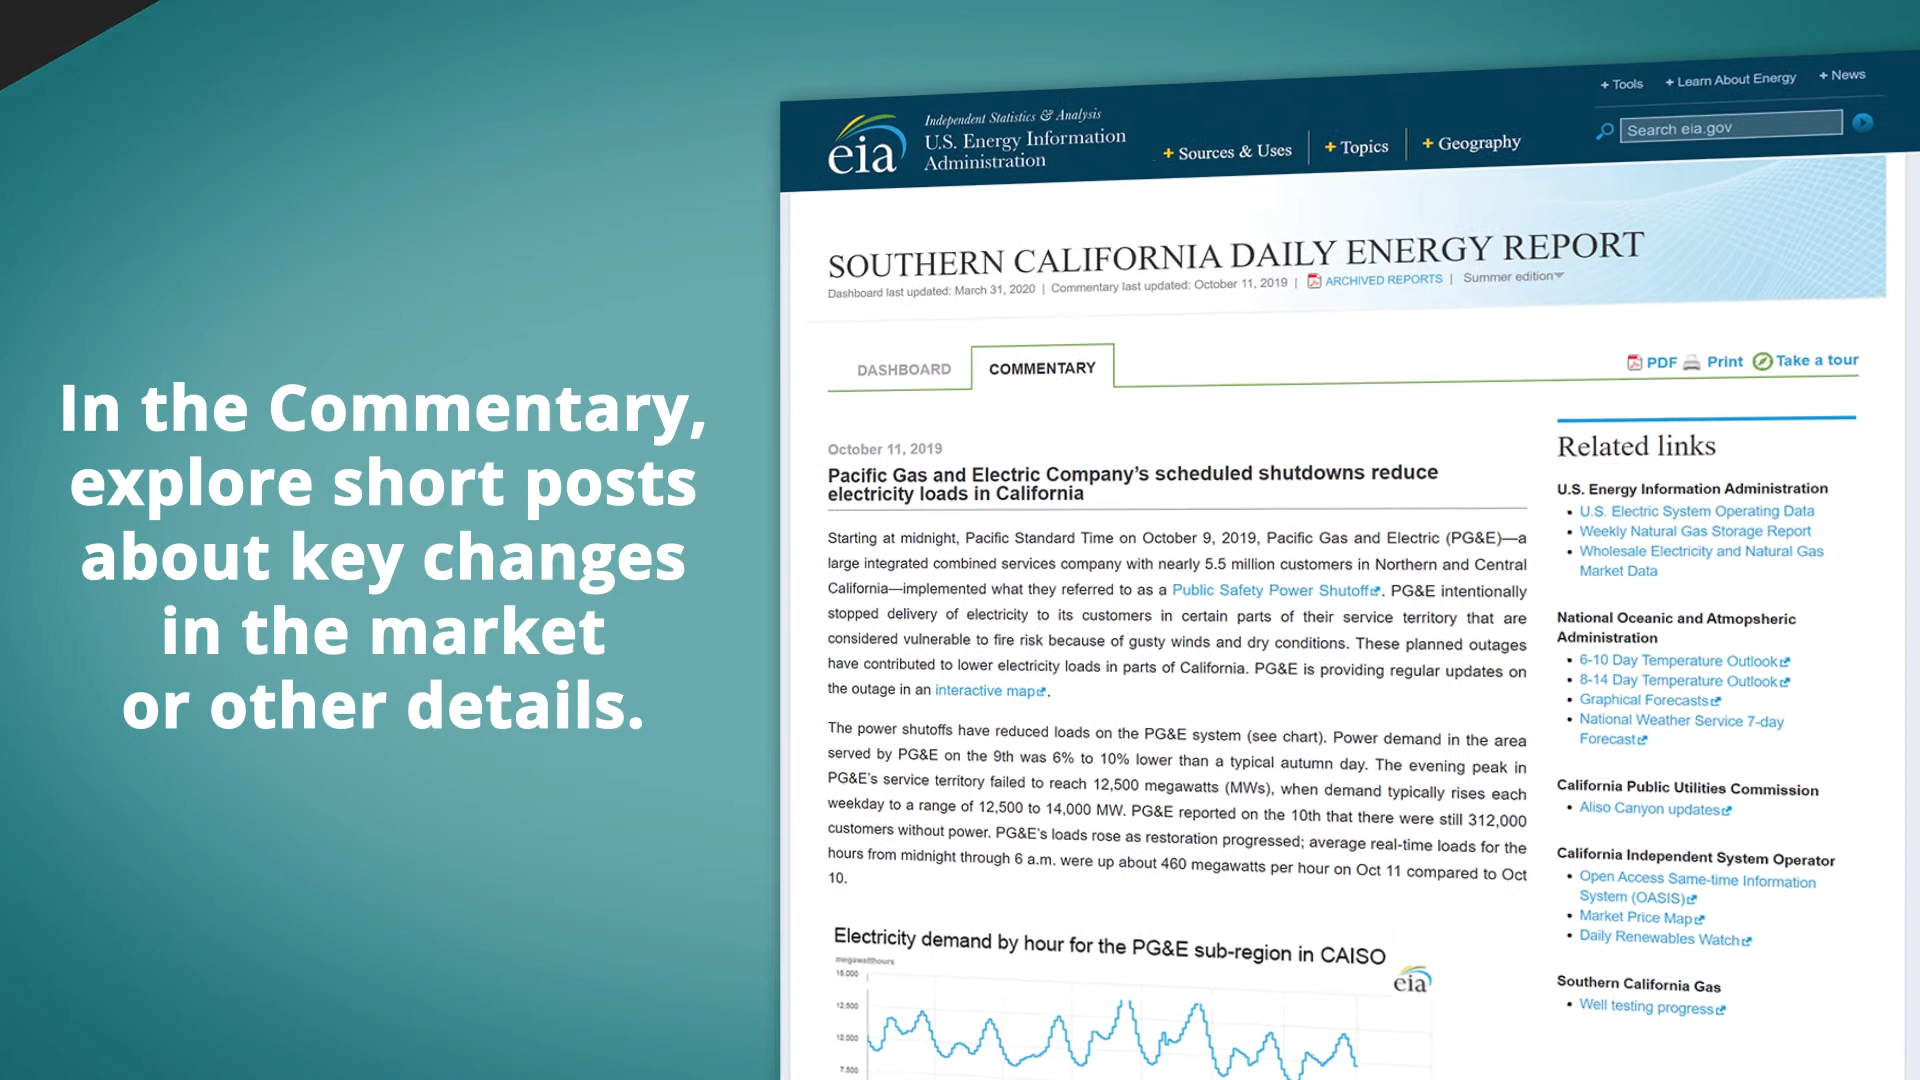 In the Commentary,
explore short posts
about key changes
in the market
or other details.
eia
Independent Statistics & Analysis
U.S. Energy Information
Administration
+ Sources & Uses
+ Topics
+ Geography
+ Tools
+ Learn About Energy
+ News
Search eia.gov
SOUTHERN CALIFORNIA DAILY ENERGY REPORT
Dashboard last updated: March 31, 2020 | Commentary last updated: October 11, 2019 | ARCHIVED REPORTS | Summer edition
DASHBOARD
COMMENTARY
PDF
Print
Take a tour
October 11, 2019
Pacific Gas and Electric Company’s scheduled shutdowns reduce
electricity loads in California
Starting at midnight, Pacific Standard Time on October 9, 2019, Pacific Gas and Electric (PG&E)—a
large integrated combined services company with nearly 5.5 million customers in Northern and Central
California—implemented what they referred to as a Public Safety Power Shutoff. PG&E intentionally
stopped delivery of electricity to its customers in certain parts of their service territory that are
considered vulnerable to fire risk because of gusty winds and dry conditions. These planned outages
have contributed to lower electricity loads in parts of California. PG&E is providing regular updates on
the outage in an interactive map.
The power shutoffs have reduced loads on the PG&E system (see chart). Power demand in the area
served by PG&E on the 9th was 6% to 10% lower than a typical autumn day. The evening peak in
PG&E’s service territory failed to reach 12,500 megawatts (MWs), when demand typically rises each
weekday to a range of 12,500 to 14,000 MW. PG&E reported on the 10th that there were still 312,000
customers without power. PG&E’s loads rose as restoration progressed; average real-time loads for the
hours from midnight through 6 a.m. were up about 460 megawatts per hour on Oct 11 compared to Oct
10.
Electricity demand by hour for the PG&E sub-region in CAISO
megawatthours
eia
15,000
12,500
10,000
7,500
Related links
U.S. Energy Information Administration
• U.S. Electric System Operating Data
• Weekly Natural Gas Storage Report
• Wholesale Electricity and Natural Gas
Market Data
National Oceanic and Atmopsheric
Administration
• 6-10 Day Temperature Outlook
• 8-14 Day Temperature Outlook
• Graphical Forecasts
• National Weather Service 7-day
Forecast
California Public Utilities Commission
• Aliso Canyon updates
California Independent System Operator
• Open Access Same-time Information
System (OASIS)
• Market Price Map
• Daily Renewables Watch
Southern California Gas
• Well testing progress